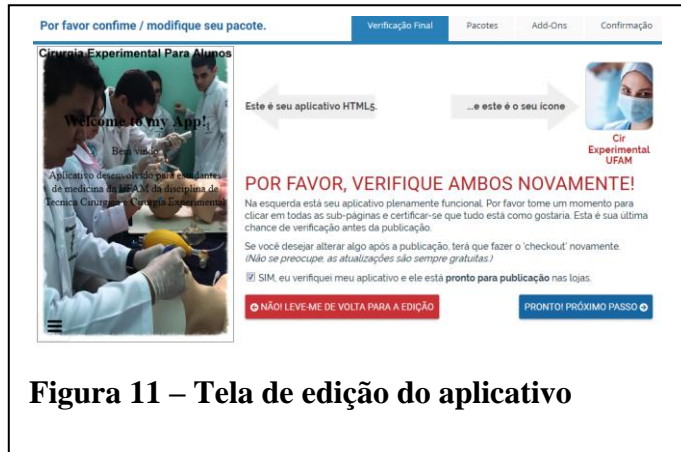 Por favor confime / modifique seu pacote.
Verificação Final
Pacotes
Add-Ons
Confirmação
Cirurgia Experimental Para Alunos
Welcome to my App!
Bem vindo
Aplicativo desenvolvido para estudantes
de medicina da UFAM da disciplina de
Tecnica Cirurgica e Cirurgia Experimental
Este é seu aplicativo HTML5.
...e este é o seu ícone
Cir
Experimental
UFAM
POR FAVOR, VERIFIQUE AMBOS NOVAMENTE!
Na esquerda está seu aplicativo plenamente funcional. Por favor tome um momento para
clicar em todas as sub-páginas e certificar-se que tudo está como gostaria. Esta é sua última
chance de verificação antes da publicação.
Se você desejar alterar algo após a publicação, terá que fazer o 'checkout' novamente.
(Não se preocupe, as atualizações são sempre gratuitas.)
SIM, eu verifiquei meu aplicativo e ele está pronto para publicação nas lojas.
NÃO! LEVE-ME DE VOLTA PARA A EDIÇÃO
PRONTO! PRÓXIMO PASSO
Figura 11 – Tela de edição do aplicativo